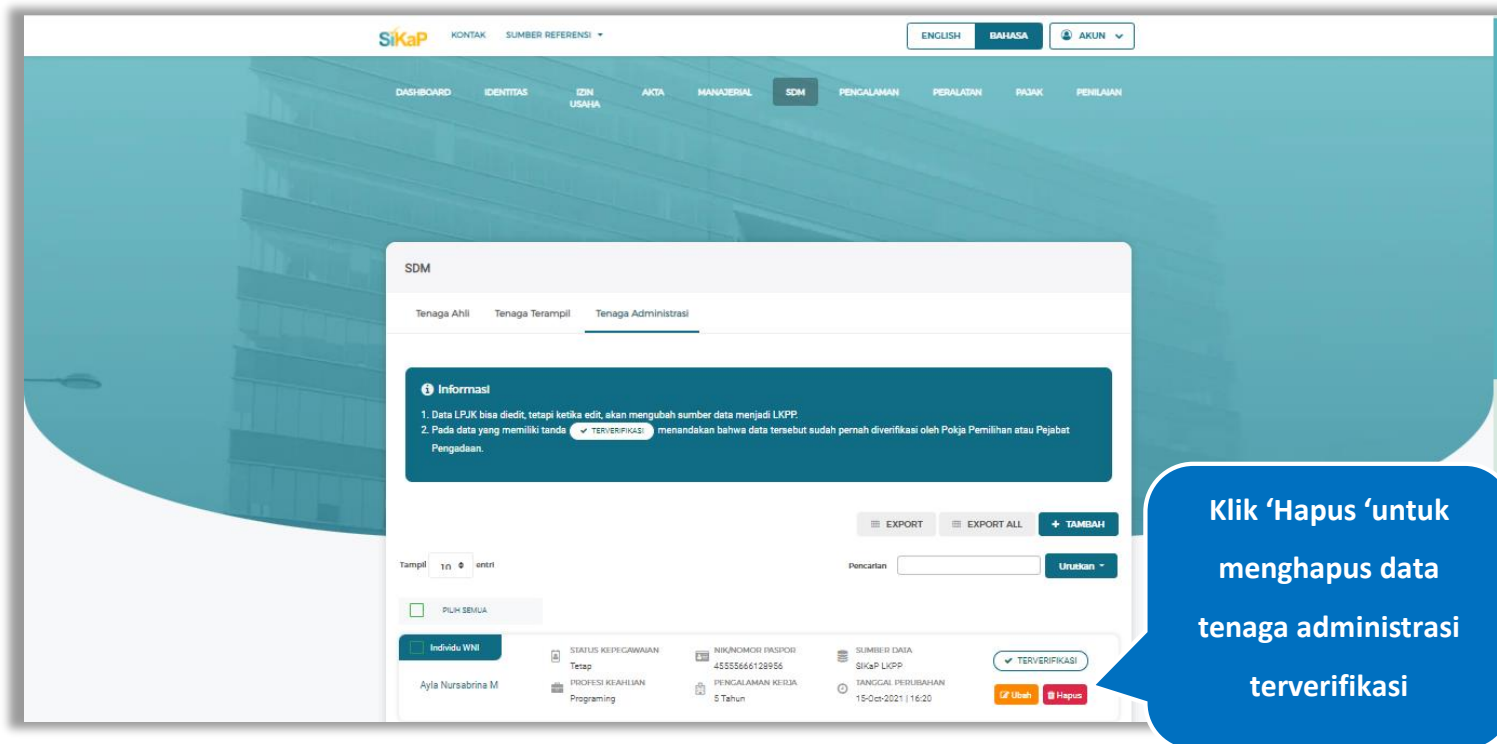 SiKaP KONTAK SUMBER REFERENSI ENGLISH BAHASA AKUN
DASHBOARD IDENTITAS IZIN USAHA AKTA MANAJERIAL SDM PENGALAMAN PERALATAN PAJAK PENILAIAN
SDM
Tenaga Ahli Tenaga Terampil Tenaga Administrasi
Informasi
1. Data LPJK bisa diedit, tetapi ketika edit, akan mengubah sumber data menjadi LKPP.
2. Pada data yang memiliki tanda TERVERIFIKASI menandakan bahwa data tersebut sudah pernah diverifikasi oleh Pokja Pemilihan atau Pejabat
Pengadaan.
EXPORT EXPORT ALL + TAMBAH
Tampil 10 entri Pencarian Urutkan
PILIH SEMUA
Individu WNI
Ayla Nursabrina M
STATUS KEPEGAWAIAN
Tetap
PROFESI KEAHLIAN
Programing
NIK/NOMOR PASPOR
45555666128956
PENGALAMAN KERJA
5 Tahun
SUMBER DATA
SIKaP LKPP
TANGGAL PERUBAHAN
15-Oct-2021 | 16:20
TERVERIFIKASI
Ubah Hapus
Klik ‘Hapus ‘untuk
menghapus data
tenaga administrasi
terverifikasi